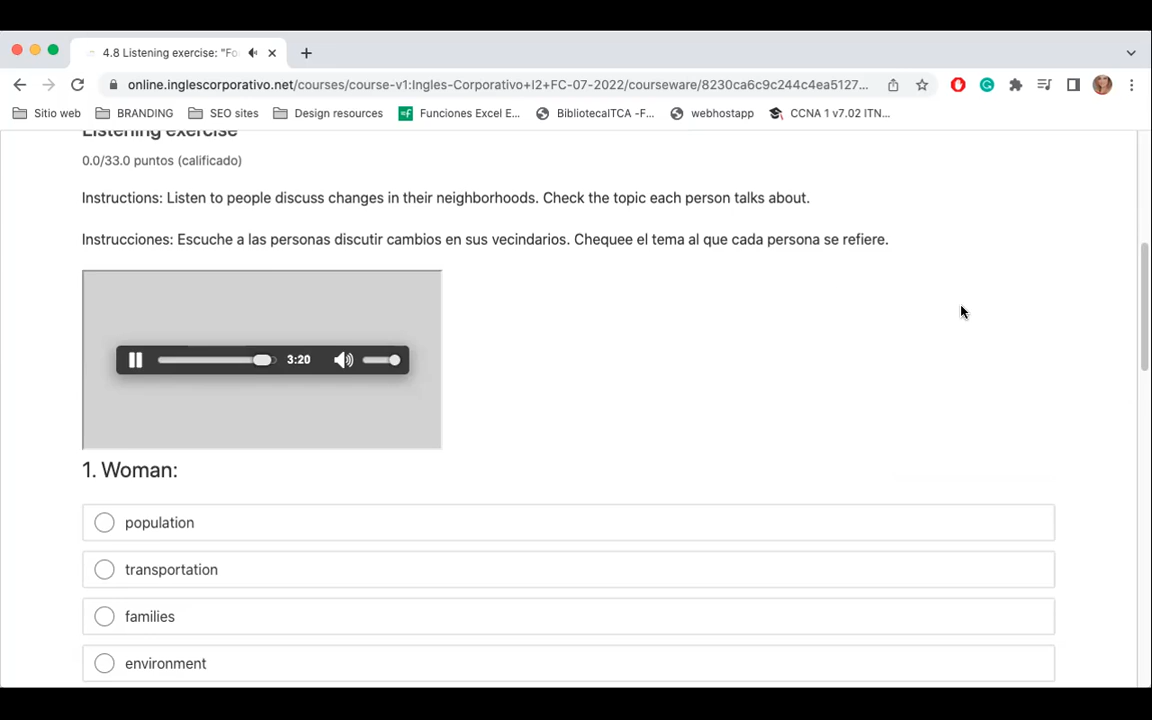 4.8 Listening exercise: "Fo
online.inglescorporativo.net/courses/course-v1:Ingles-Corporativo+I2+FC-07-2022/courseware/8230ca6c9c244c4ea5127...
Sitio web BRANDING SEO sites Design resources Funciones Excel E... BibliotecaITCA -F... webhostapp CCNA 1 v7.02 ITN...
Listening exercise
0.0/33.0 puntos (calificado)
Instructions: Listen to people discuss changes in their neighborhoods. Check the topic each person talks about.
Instrucciones: Escuche a las personas discutir cambios en sus vecindarios. Chequee el tema al que cada persona se refiere.
3:20
1. Woman:
population
transportation
families
environment